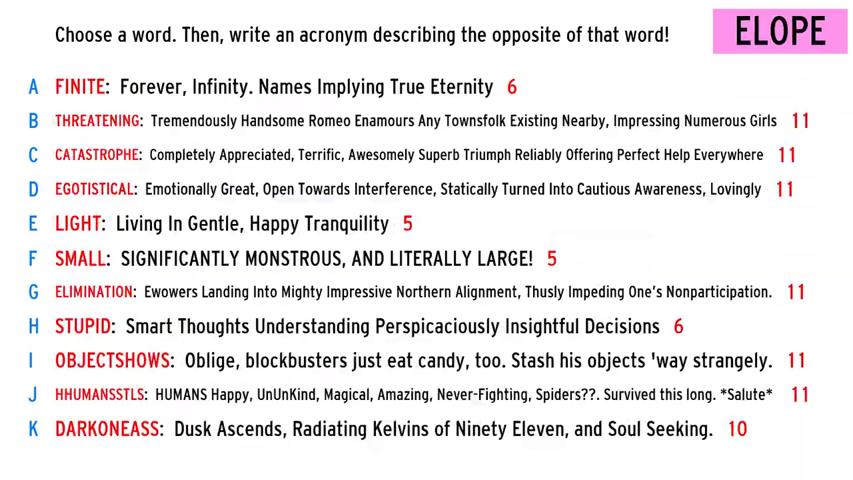 Choose a word. Then, write an acronym describing the opposite of that word!
ELOPE
A FINITE: Forever, Infinity. Names Implying True Eternity 6
B THREATENING: Tremendously Handsome Romeo Enamours Any Townsfolk Existing Nearby, Impressing Numerous Girls 11
C CATASTROPHE: Completely Appreciated, Terrific, Awesomely Superb Triumph Reliably Offering Perfect Help Everywhere 11
D EGOTISTICAL: Emotionally Great, Open Towards Interference, Statically Turned Into Cautious Awareness, Lovingly 11
E LIGHT: Living In Gentle, Happy Tranquility 5
F SMALL: SIGNIFICANTLY MONSTROUS, AND LITERALLY LARGE! 5
G ELIMINATION: Ewowers Landing Into Mighty Impressive Northern Alignment, Thusly Impeding One's Nonparticipation. 11
H STUPID: Smart Thoughts Understanding Perspicaciously Insightful Decisions 6
I OBJECTSHOWS: Oblige, blockbusters just eat candy, too. Stash his objects 'way strangely. 11
J HHUMANSSTLS: HUMANS Happy, UnUnKind, Magical, Amazing, Never-Fighting, Spiders??. Survived this long. *Salute* 11
K DARKONEASS: Dusk Ascends, Radiating Kelvins of Ninety Eleven, and Soul Seeking. 10